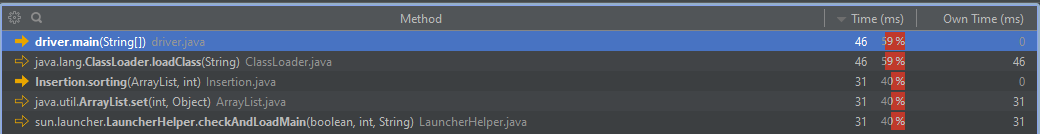 Method Time (ms) Own Time (ms)
driver.main(String[]) driver.java 46 59 % 0
java.lang.ClassLoader.loadClass(String) ClassLoader.java 46 59 % 46
Insertion.sorting(ArrayList, int) Insertion.java 31 40 % 0
java.util.ArrayList.set(int, Object) ArrayList.java 31 40 % 31
sun.launcher.LauncherHelper.checkAndLoadMain(boolean, int, String) LauncherHelper.java 31 40 % 31